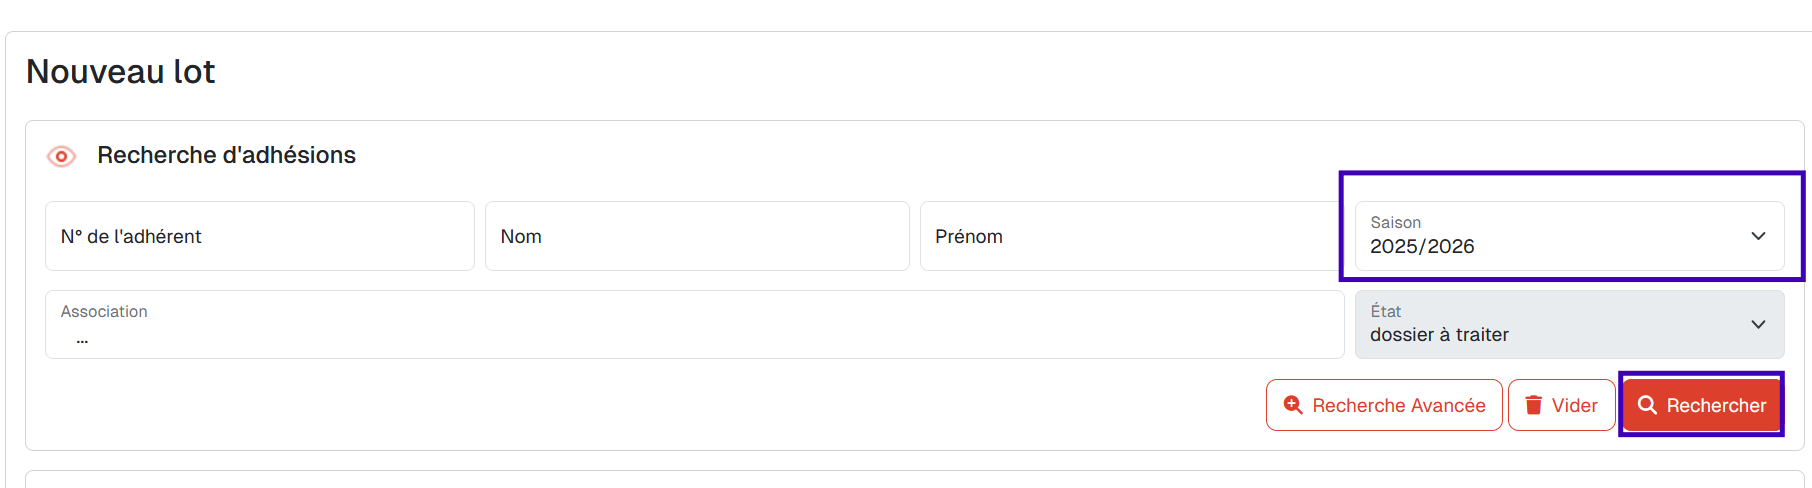 Nouveau lot
Recherche d'adhésions
N° de l'adhérent
Nom
Prénom
Saison
2025/2026
Association
...
État
dossier à traiter
Recherche Avancée
Vider
Rechercher